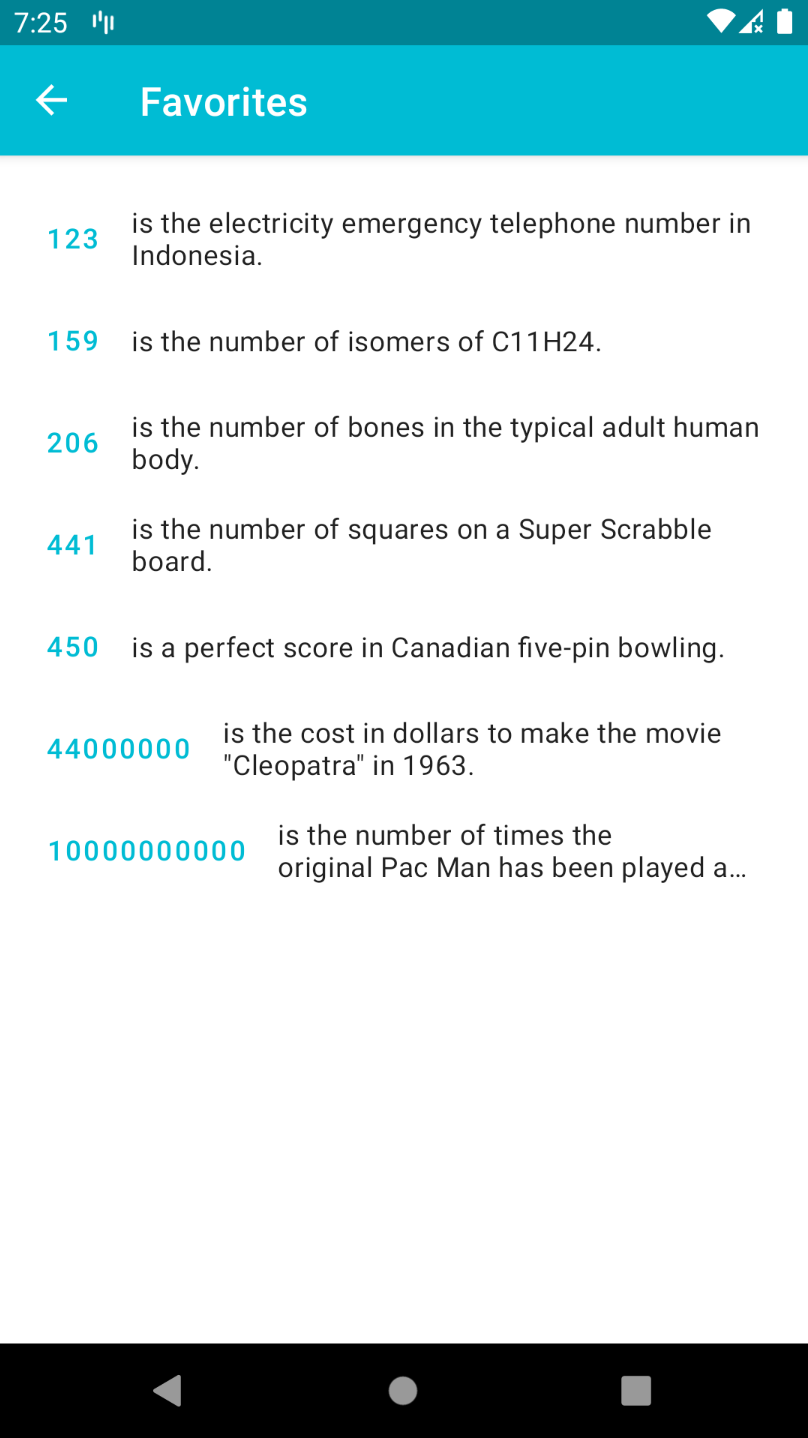 7:25
Favorites
123 is the electricity emergency telephone number in
Indonesia.
159 is the number of isomers of C11H24.
206 is the number of bones in the typical adult human
body.
441 is the number of squares on a Super Scrabble
board.
450 is a perfect score in Canadian five-pin bowling.
44000000 is the cost in dollars to make the movie
"Cleopatra" in 1963.
10000000000 is the number of times the
original Pac Man has been played a…